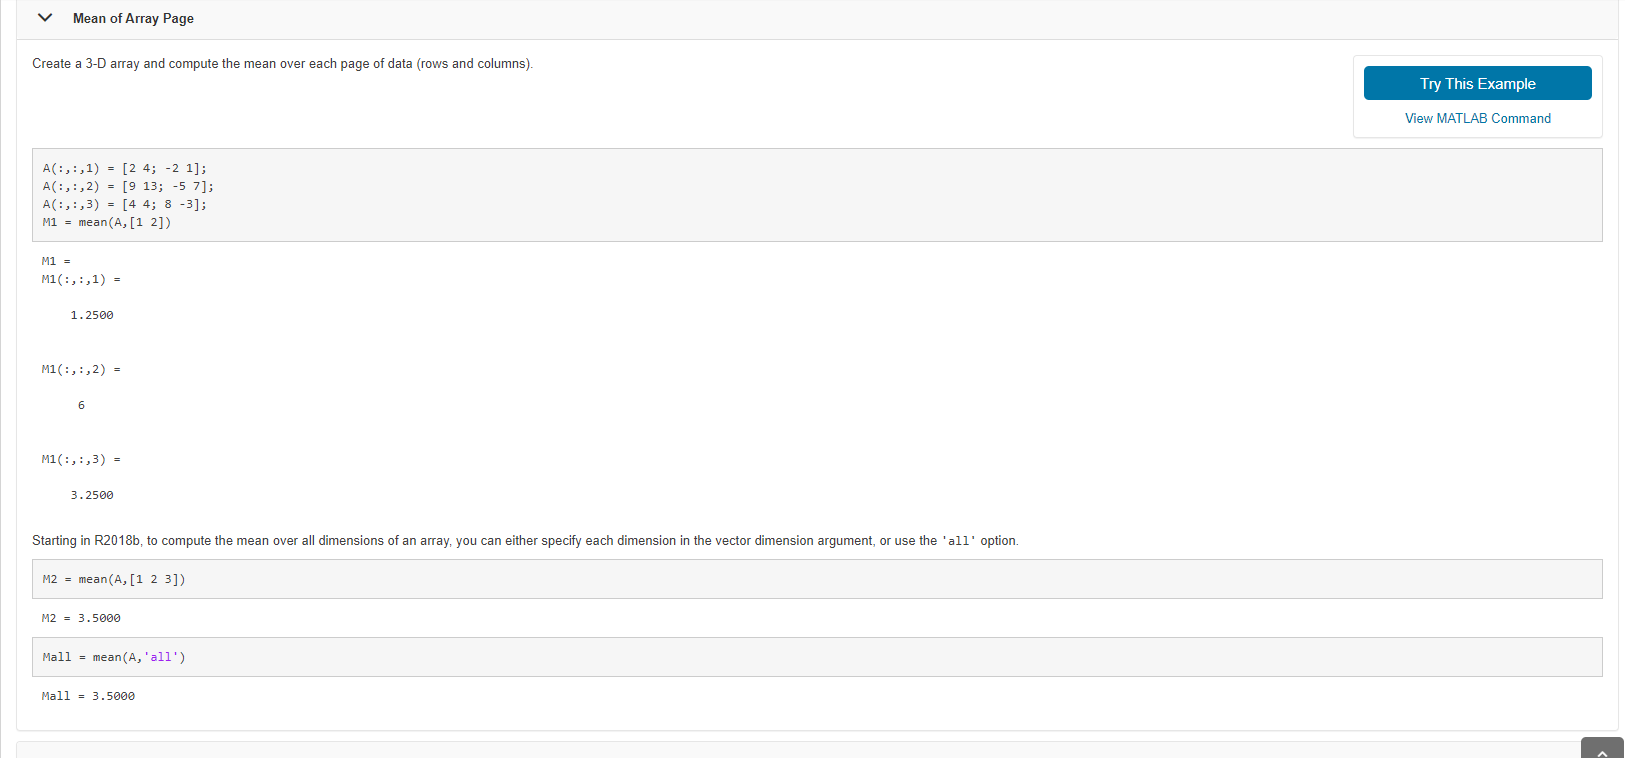 Mean of Array Page
Create a 3-D array and compute the mean over each page of data (rows and columns).
Try This Example
View MATLAB Command
A(:,:,1) = [2 4; -2 1];
A(:,:,2) = [9 13; -5 7];
A(:,:,3) = [4 4; 8 -3];
M1 = mean(A,[1 2])
M1 =
M1(:,:,1) =
1.2500
M1(:,:,2) =
6
M1(:,:,3) =
3.2500
Starting in R2018b, to compute the mean over all dimensions of an array, you can either specify each dimension in the vector dimension argument, or use the 'all' option.
M2 = mean(A,[1 2 3])
M2 = 3.5000
Mall = mean(A,'all')
Mall = 3.5000